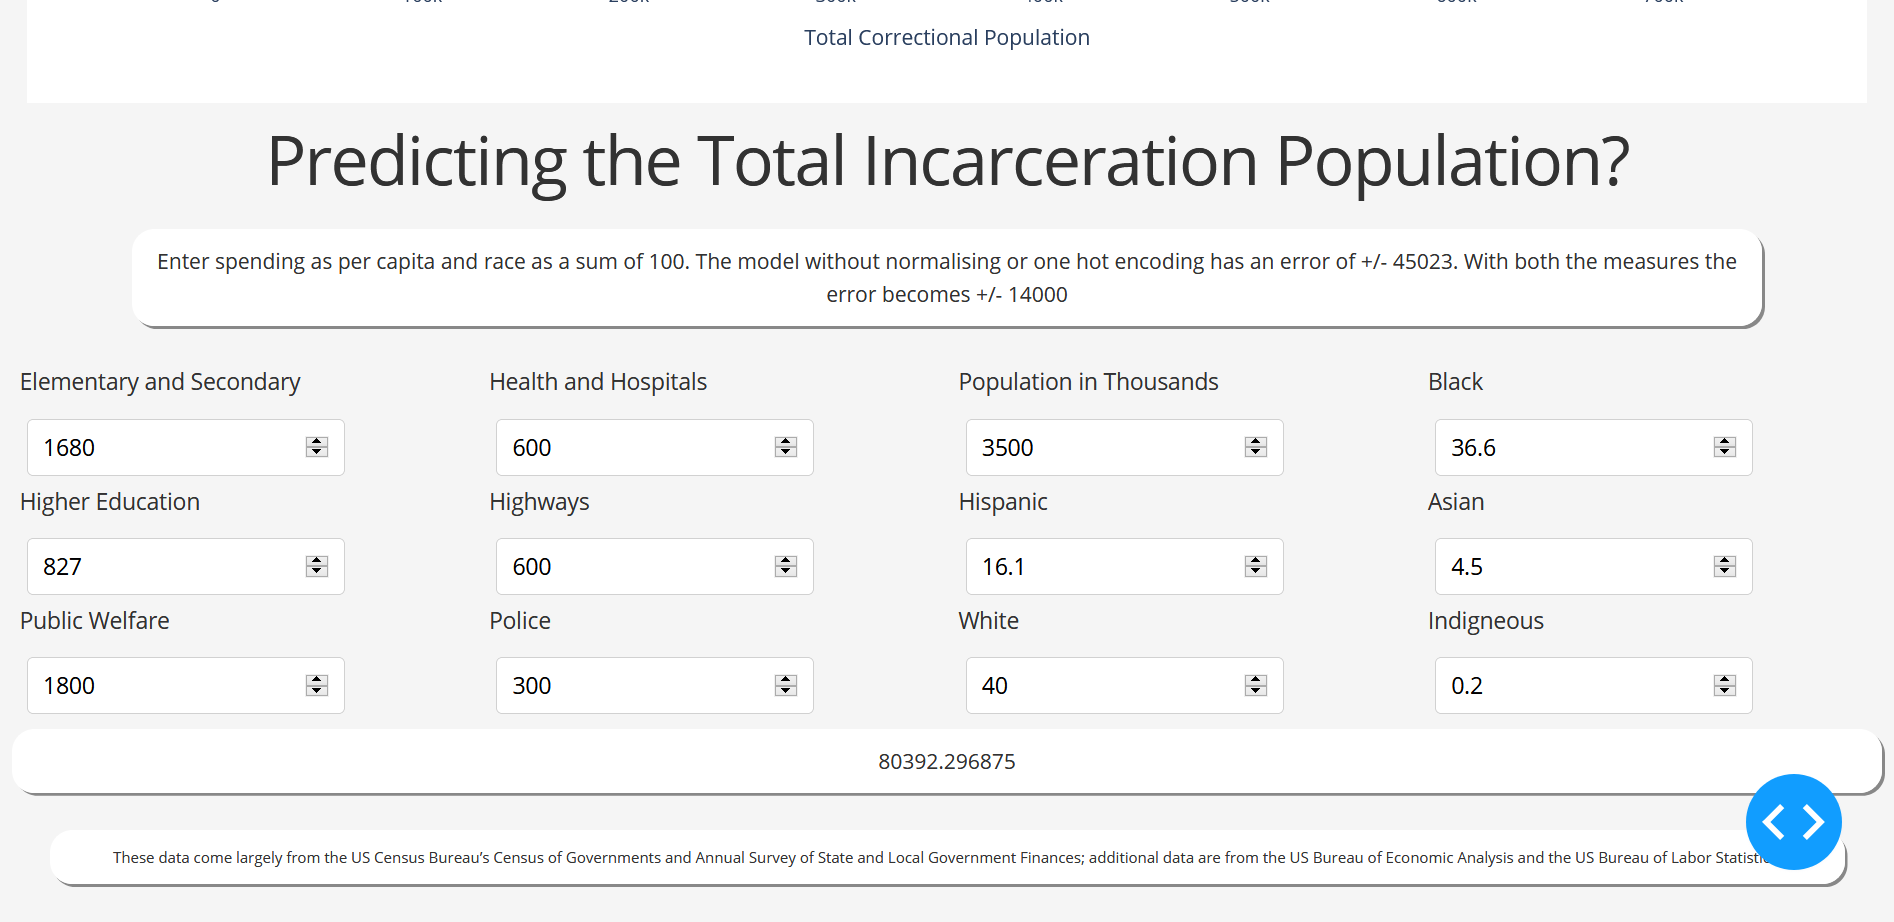 Total Correctional Population
Predicting the Total Incarceration Population?
Enter spending as per capita and race as a sum of 100. The model without normalising or one hot encoding has an error of +/- 45023. With both the measures the
error becomes +/- 14000
Elementary and Secondary
Health and Hospitals
Population in Thousands
Black
1680
600
3500
36.6
Higher Education
Highways
Hispanic
Asian
827
600
16.1
4.5
Public Welfare
Police
White
Indigneous
1800
300
40
0.2
80392.296875
These data come largely from the US Census Bureau's Census of Governments and Annual Survey of State and Local Government Finances; additional data are from the US Bureau of Economic Analysis and the US Bureau of Labor